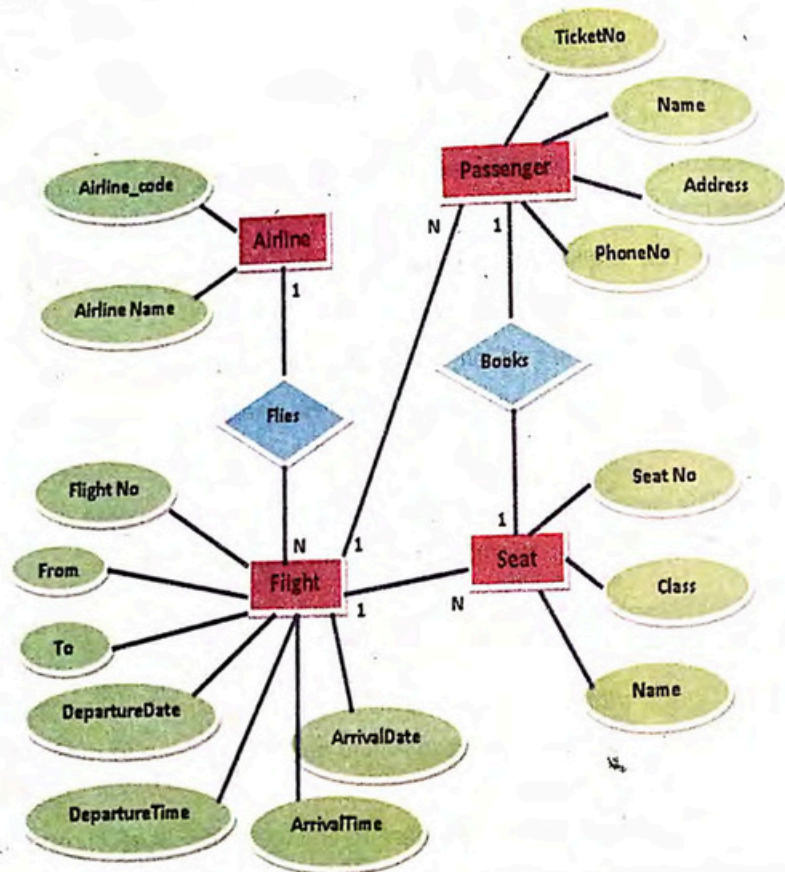 TicketNo
Name
Passenger
Address
Airline_code
N
1
Airline
PhoneNo
Airline Name
1
Books
Flies
Flight No
Seat No
1
N
1
Seat
From
Flight
Class
1
N
To
Name
DepartureDate
ArrivalDate
DepartureTime
ArrivalTime